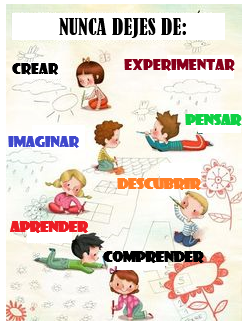 NUNCA DEJES DE:
CREAR
EXPERIMENTAR
PENSAR
IMAGINAR
DESCUBRIR
APRENDER
COMPRENDER